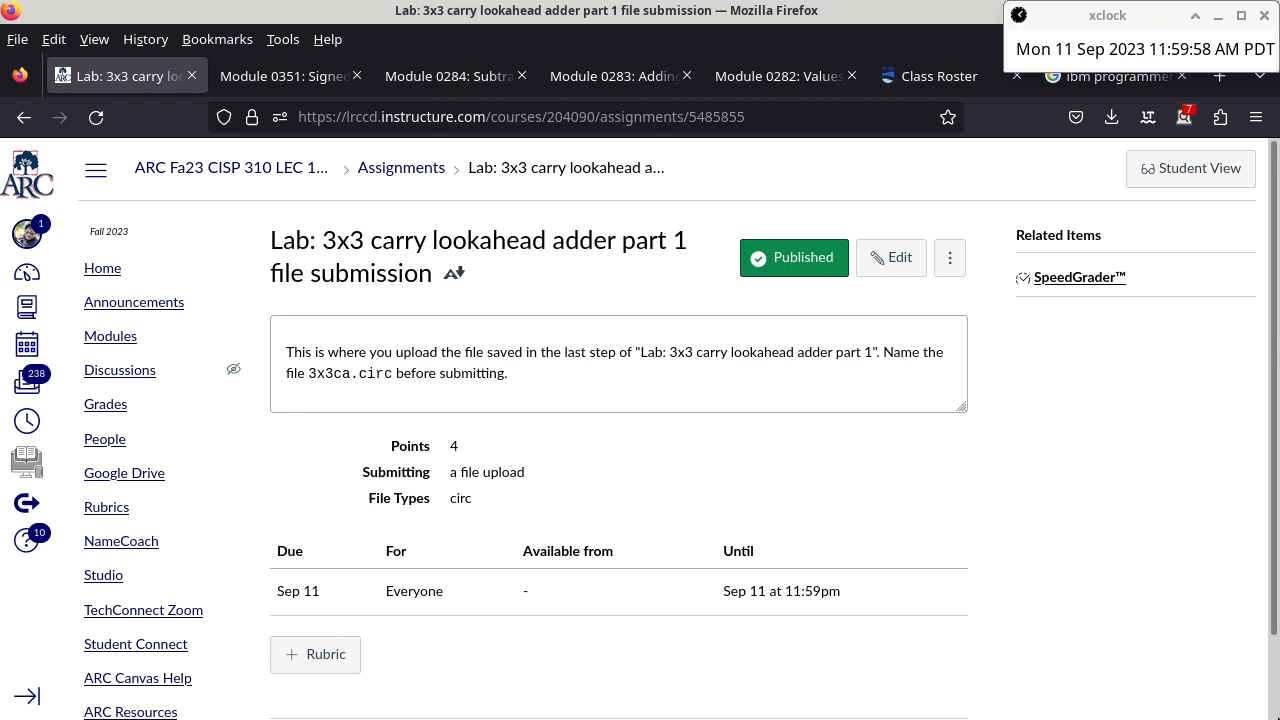 Lab: 3x3 carry lookahead adder part 1 file submission — Mozilla Firefox
xclock
Mon 11 Sep 2023 11:59:58 AM PDT
File Edit View History Bookmarks Tools Help
Lab: 3x3 carry lo
Module 0351: Signed
Module 0284: Subtra
Module 0283: Adding
Module 0282: Values
Class Roster
ibm programme
https://lrccd.instructure.com/courses/204090/assignments/5485855
LT
7
ARC
ARC Fa23 CISP 310 LEC 1...
Assignments
Lab: 3x3 carry lookahead a...
Student View
1
238
10
Fall 2023
Home
Announcements
Modules
Discussions
Grades
People
Google Drive
Rubrics
NameCoach
Studio
TechConnect Zoom
Student Connect
ARC Canvas Help
ARC Resources
Lab: 3x3 carry lookahead adder part 1
file submission
Published
Edit
This is where you upload the file saved in the last step of "Lab: 3x3 carry lookahead adder part 1". Name the
file 3x3ca.circ before submitting.
Points 4
Submitting a file upload
File Types circ
Due For Available from Until
Sep 11 Everyone - Sep 11 at 11:59pm
+ Rubric
Related Items
SpeedGrader™